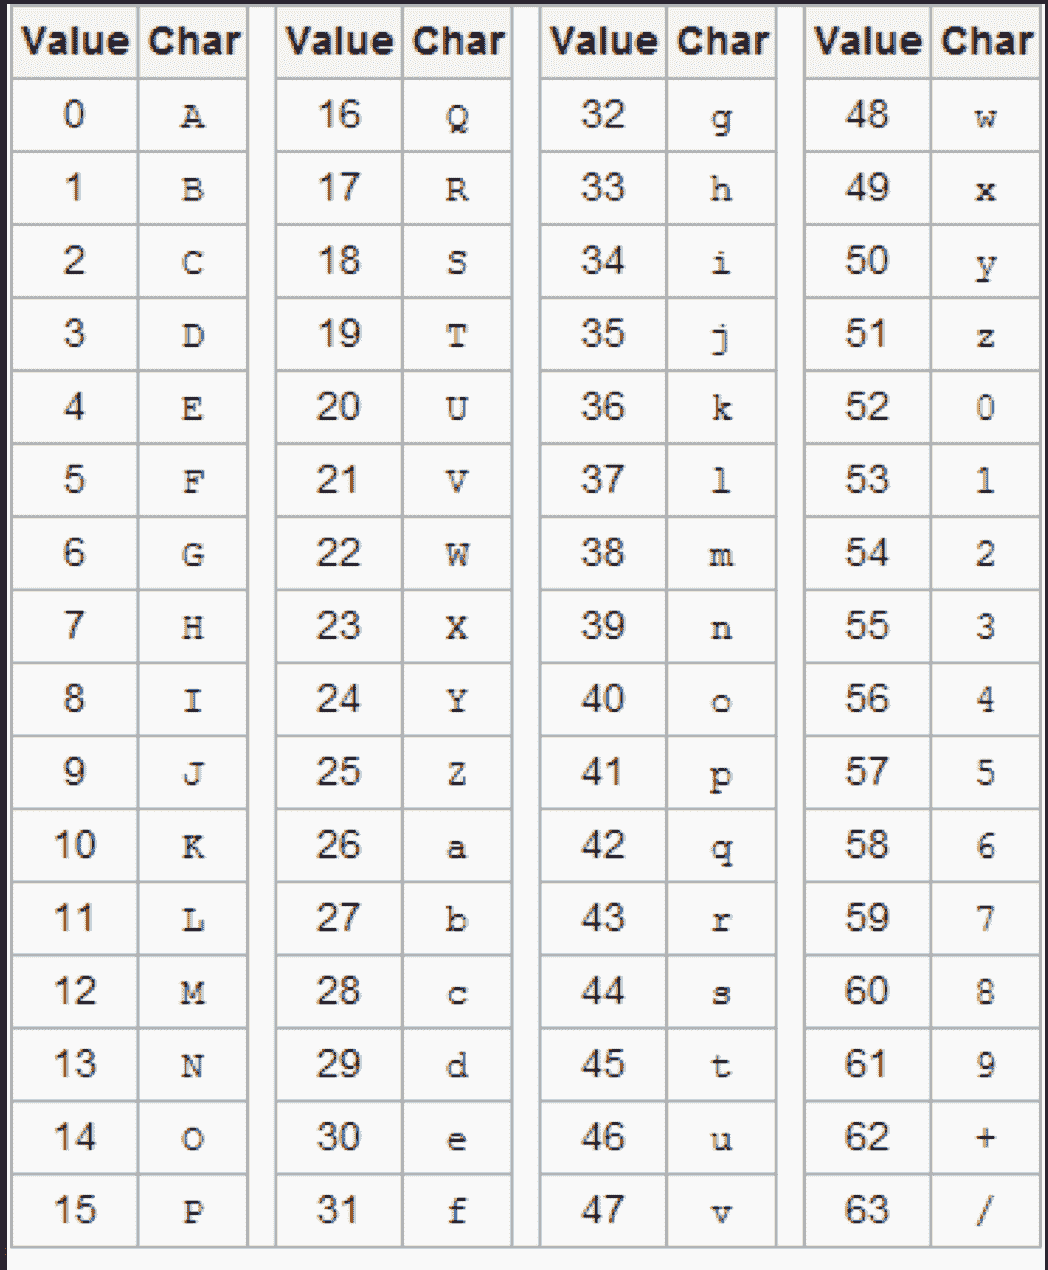 Value Char Value Char Value Char Value Char
0 A 16 Q 32 g 48 w
1 B 17 R 33 h 49 x
2 C 18 S 34 i 50 y
3 D 19 T 35 j 51 z
4 E 20 U 36 k 52 0
5 F 21 V 37 l 53 1
6 G 22 W 38 m 54 2
7 H 23 X 39 n 55 3
8 I 24 Y 40 o 56 4
9 J 25 Z 41 p 57 5
10 K 26 a 42 q 58 6
11 L 27 b 43 r 59 7
12 M 28 c 44 s 60 8
13 N 29 d 45 t 61 9
14 O 30 e 46 u 62 +
15 P 31 f 47 v 63 /